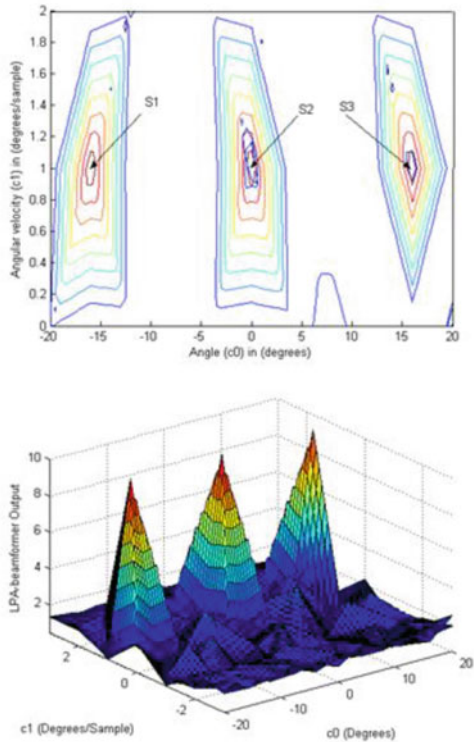 2
1.8
1.6
1.4
1.2
1
0.8
0.6
0.4
0.2
0
Angular velocity (c1) in (degrees/sample)
S1
S2
S3
-20 -15 -10 -5 0 5 10 15 20
Angle (c0) in (degrees)
10
8
6
4
2
LPA-beamformer Output
2
0
-2
c1 (Degrees/Sample)
-20 -10 0 10 20
c0 (Degrees)